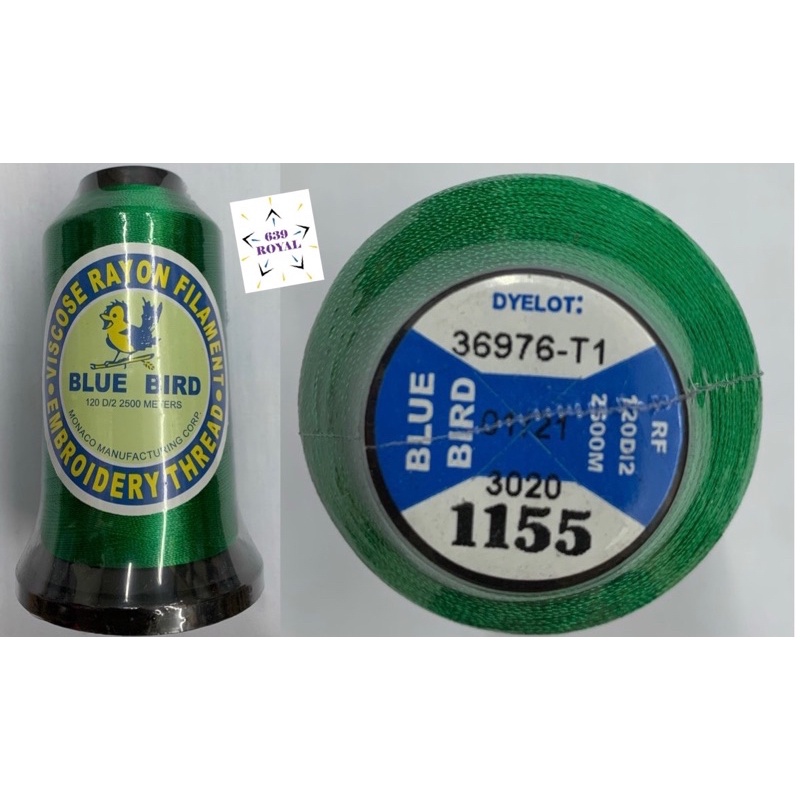 VISCOSE RAYON FILAMENT
BLUE BIRD
120 D/2 2500 METERS
MONACO MANUFACTURING CORP.
EMBROIDERY THREAD
639
ROYAL
DYELOT:
36976-T1
BLUE
BIRD
01721
RF
120D/2
2500M
3020
1155